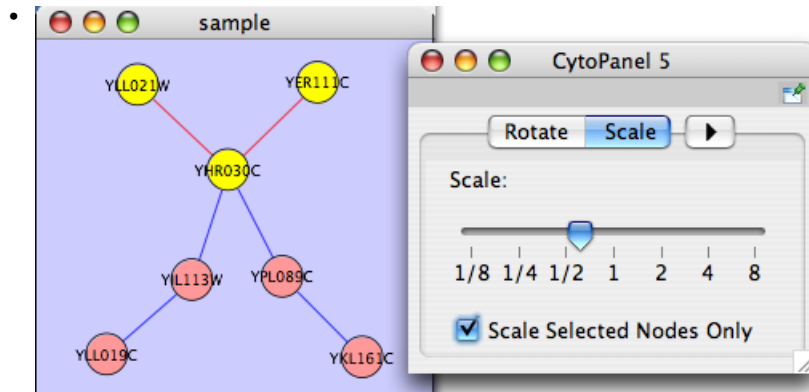 sample
YLL021W
YER111C
YHR030C
YIL113W
YPL089C
YLL019C
YKL161C
CytoPanel 5
Rotate Scale
Scale:
1/8 1/4 1/2 1 2 4 8
Scale Selected Nodes Only